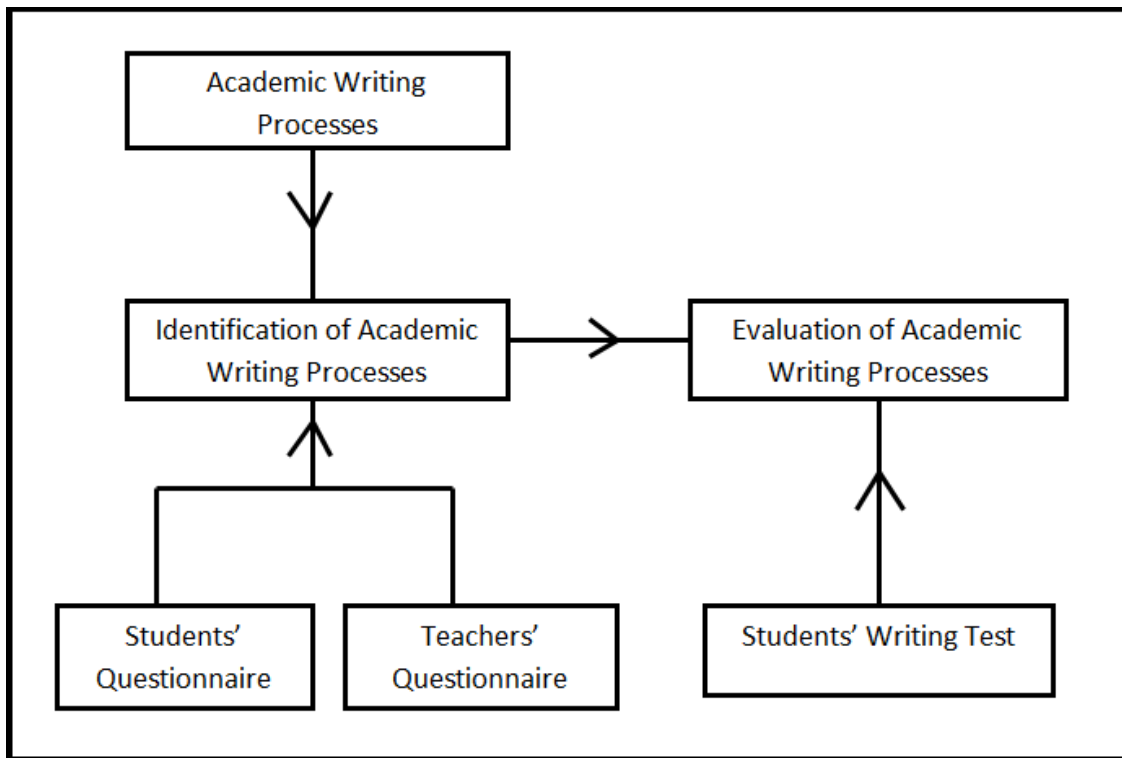 Academic Writing
Processes
Identification of Academic
Writing Processes
Evaluation of Academic
Writing Processes
Students’
Questionnaire
Teachers’
Questionnaire
Students’ Writing Test